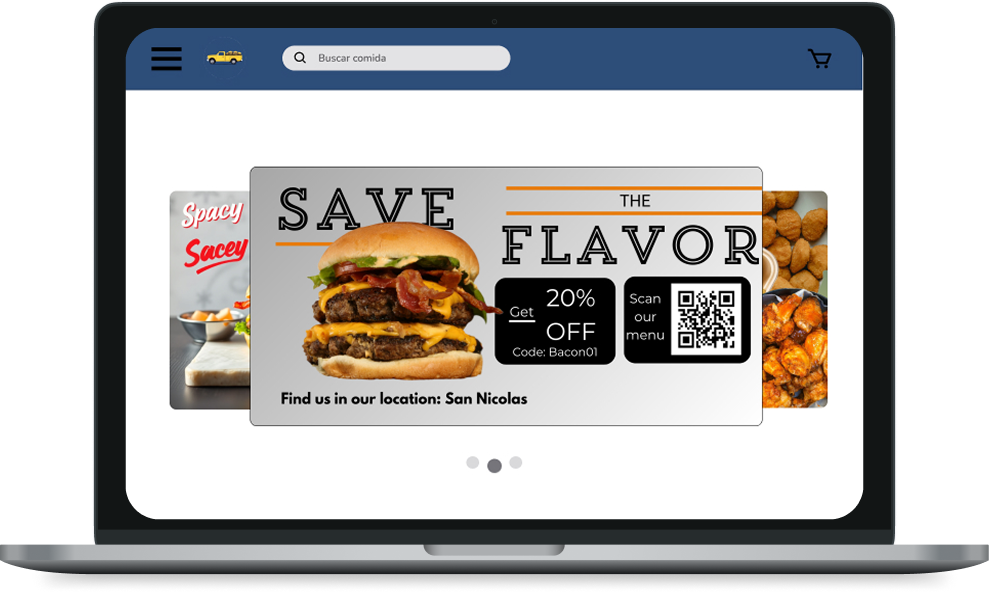 Buscar comida
Spacy
Sacey
SAVE
THE
FLAVOR
Get
20%
OFF
Code: Bacon01
Scan
our
menu
Find us in our location: San Nicolas